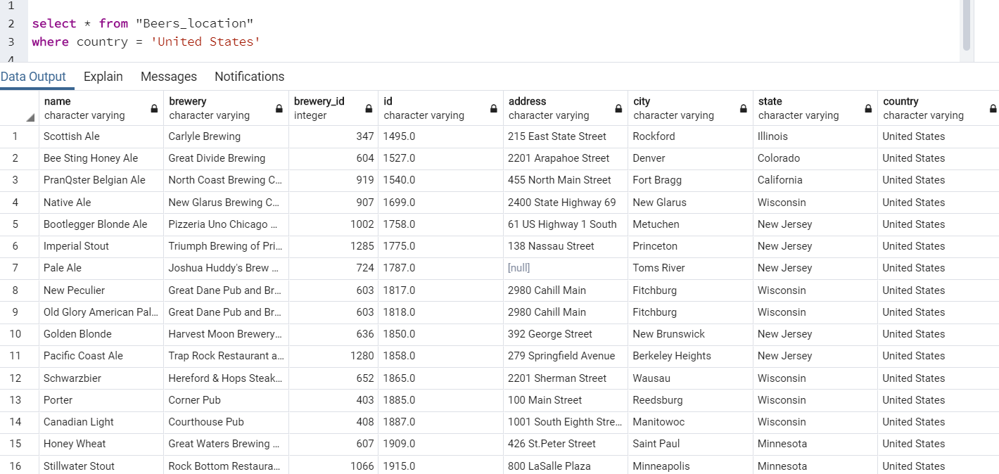 1
2 select * from "Beers_location"
3 where country = 'United States'
4
Data Output Explain Messages Notifications
name brewery brewery_id id address city state country
character varying character varying integer character varying character varying character varying character varying character varying
1 Scottish Ale Carlyle Brewing 347 1495.0 215 East State Street Rockford Illinois United States
2 Bee Sting Honey Ale Great Divide Brewing 604 1527.0 2201 Arapahoe Street Denver Colorado United States
3 PranQster Belgian Ale North Coast Brewing C... 919 1540.0 455 North Main Street Fort Bragg California United States
4 Native Ale New Glarus Brewing C... 907 1699.0 2400 State Highway 69 New Glarus Wisconsin United States
5 Bootlegger Blonde Ale Pizzeria Uno Chicago ... 1002 1758.0 61 US Highway 1 South Metuchen New Jersey United States
6 Imperial Stout Triumph Brewing of Pri... 1285 1775.0 138 Nassau Street Princeton New Jersey United States
7 Pale Ale Joshua Huddy's Brew ... 724 1787.0 [null] Toms River New Jersey United States
8 New Peculier Great Dane Pub and Br... 603 1817.0 2980 Cahill Main Fitchburg Wisconsin United States
9 Old Glory American Pal... Great Dane Pub and Br... 603 1818.0 2980 Cahill Main Fitchburg Wisconsin United States
10 Golden Blonde Harvest Moon Brewery... 636 1850.0 392 George Street New Brunswick New Jersey United States
11 Pacific Coast Ale Trap Rock Restaurant a... 1280 1858.0 279 Springfield Avenue Berkeley Heights New Jersey United States
12 Schwarzbier Hereford & Hops Steak... 652 1865.0 2201 Sherman Street Wausau Wisconsin United States
13 Porter Corner Pub 403 1885.0 100 Main Street Reedsburg Wisconsin United States
14 Canadian Light Courthouse Pub 408 1887.0 1001 South Eighth Stre... Manitowoc Wisconsin United States
15 Honey Wheat Great Waters Brewing ... 607 1909.0 426 St.Peter Street Saint Paul Minnesota United States
16 Stillwater Stout Rock Bottom Restaura... 1066 1915.0 800 LaSalle Plaza Minneapolis Minnesota United States